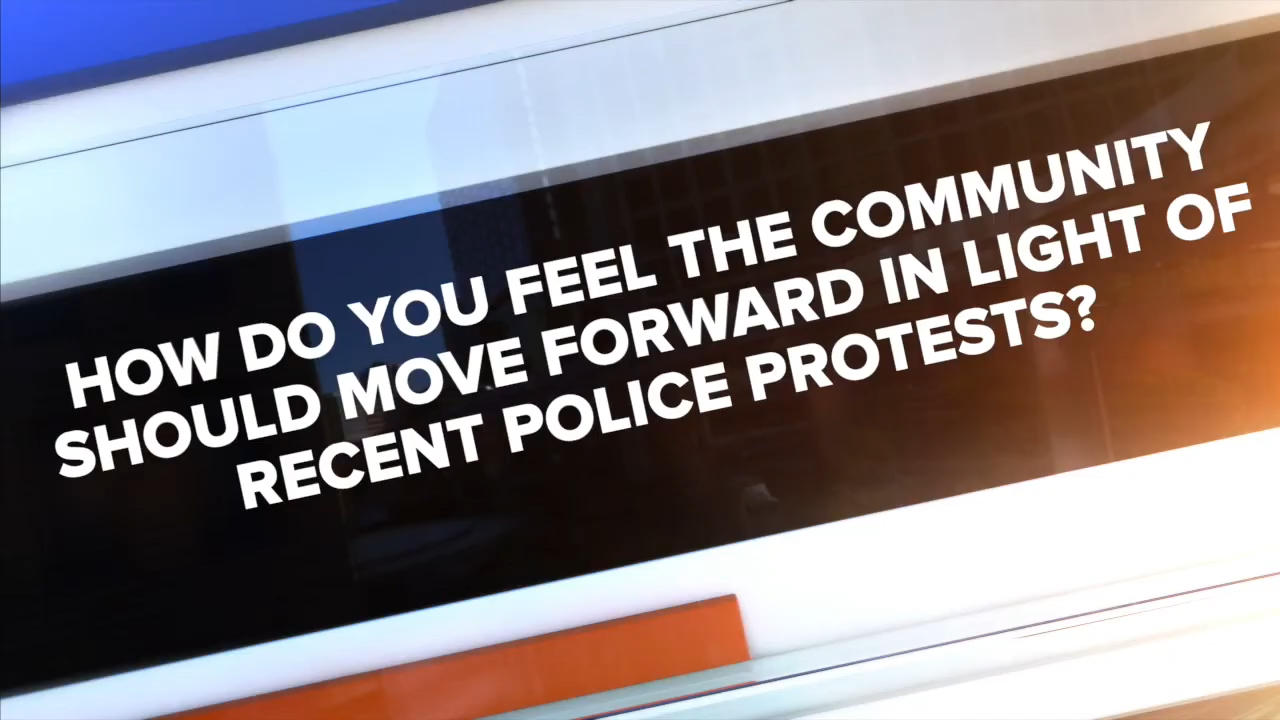 HOW DO YOU FEEL THE COMMUNITY
SHOULD MOVE FORWARD IN LIGHT OF
RECENT POLICE PROTESTS?